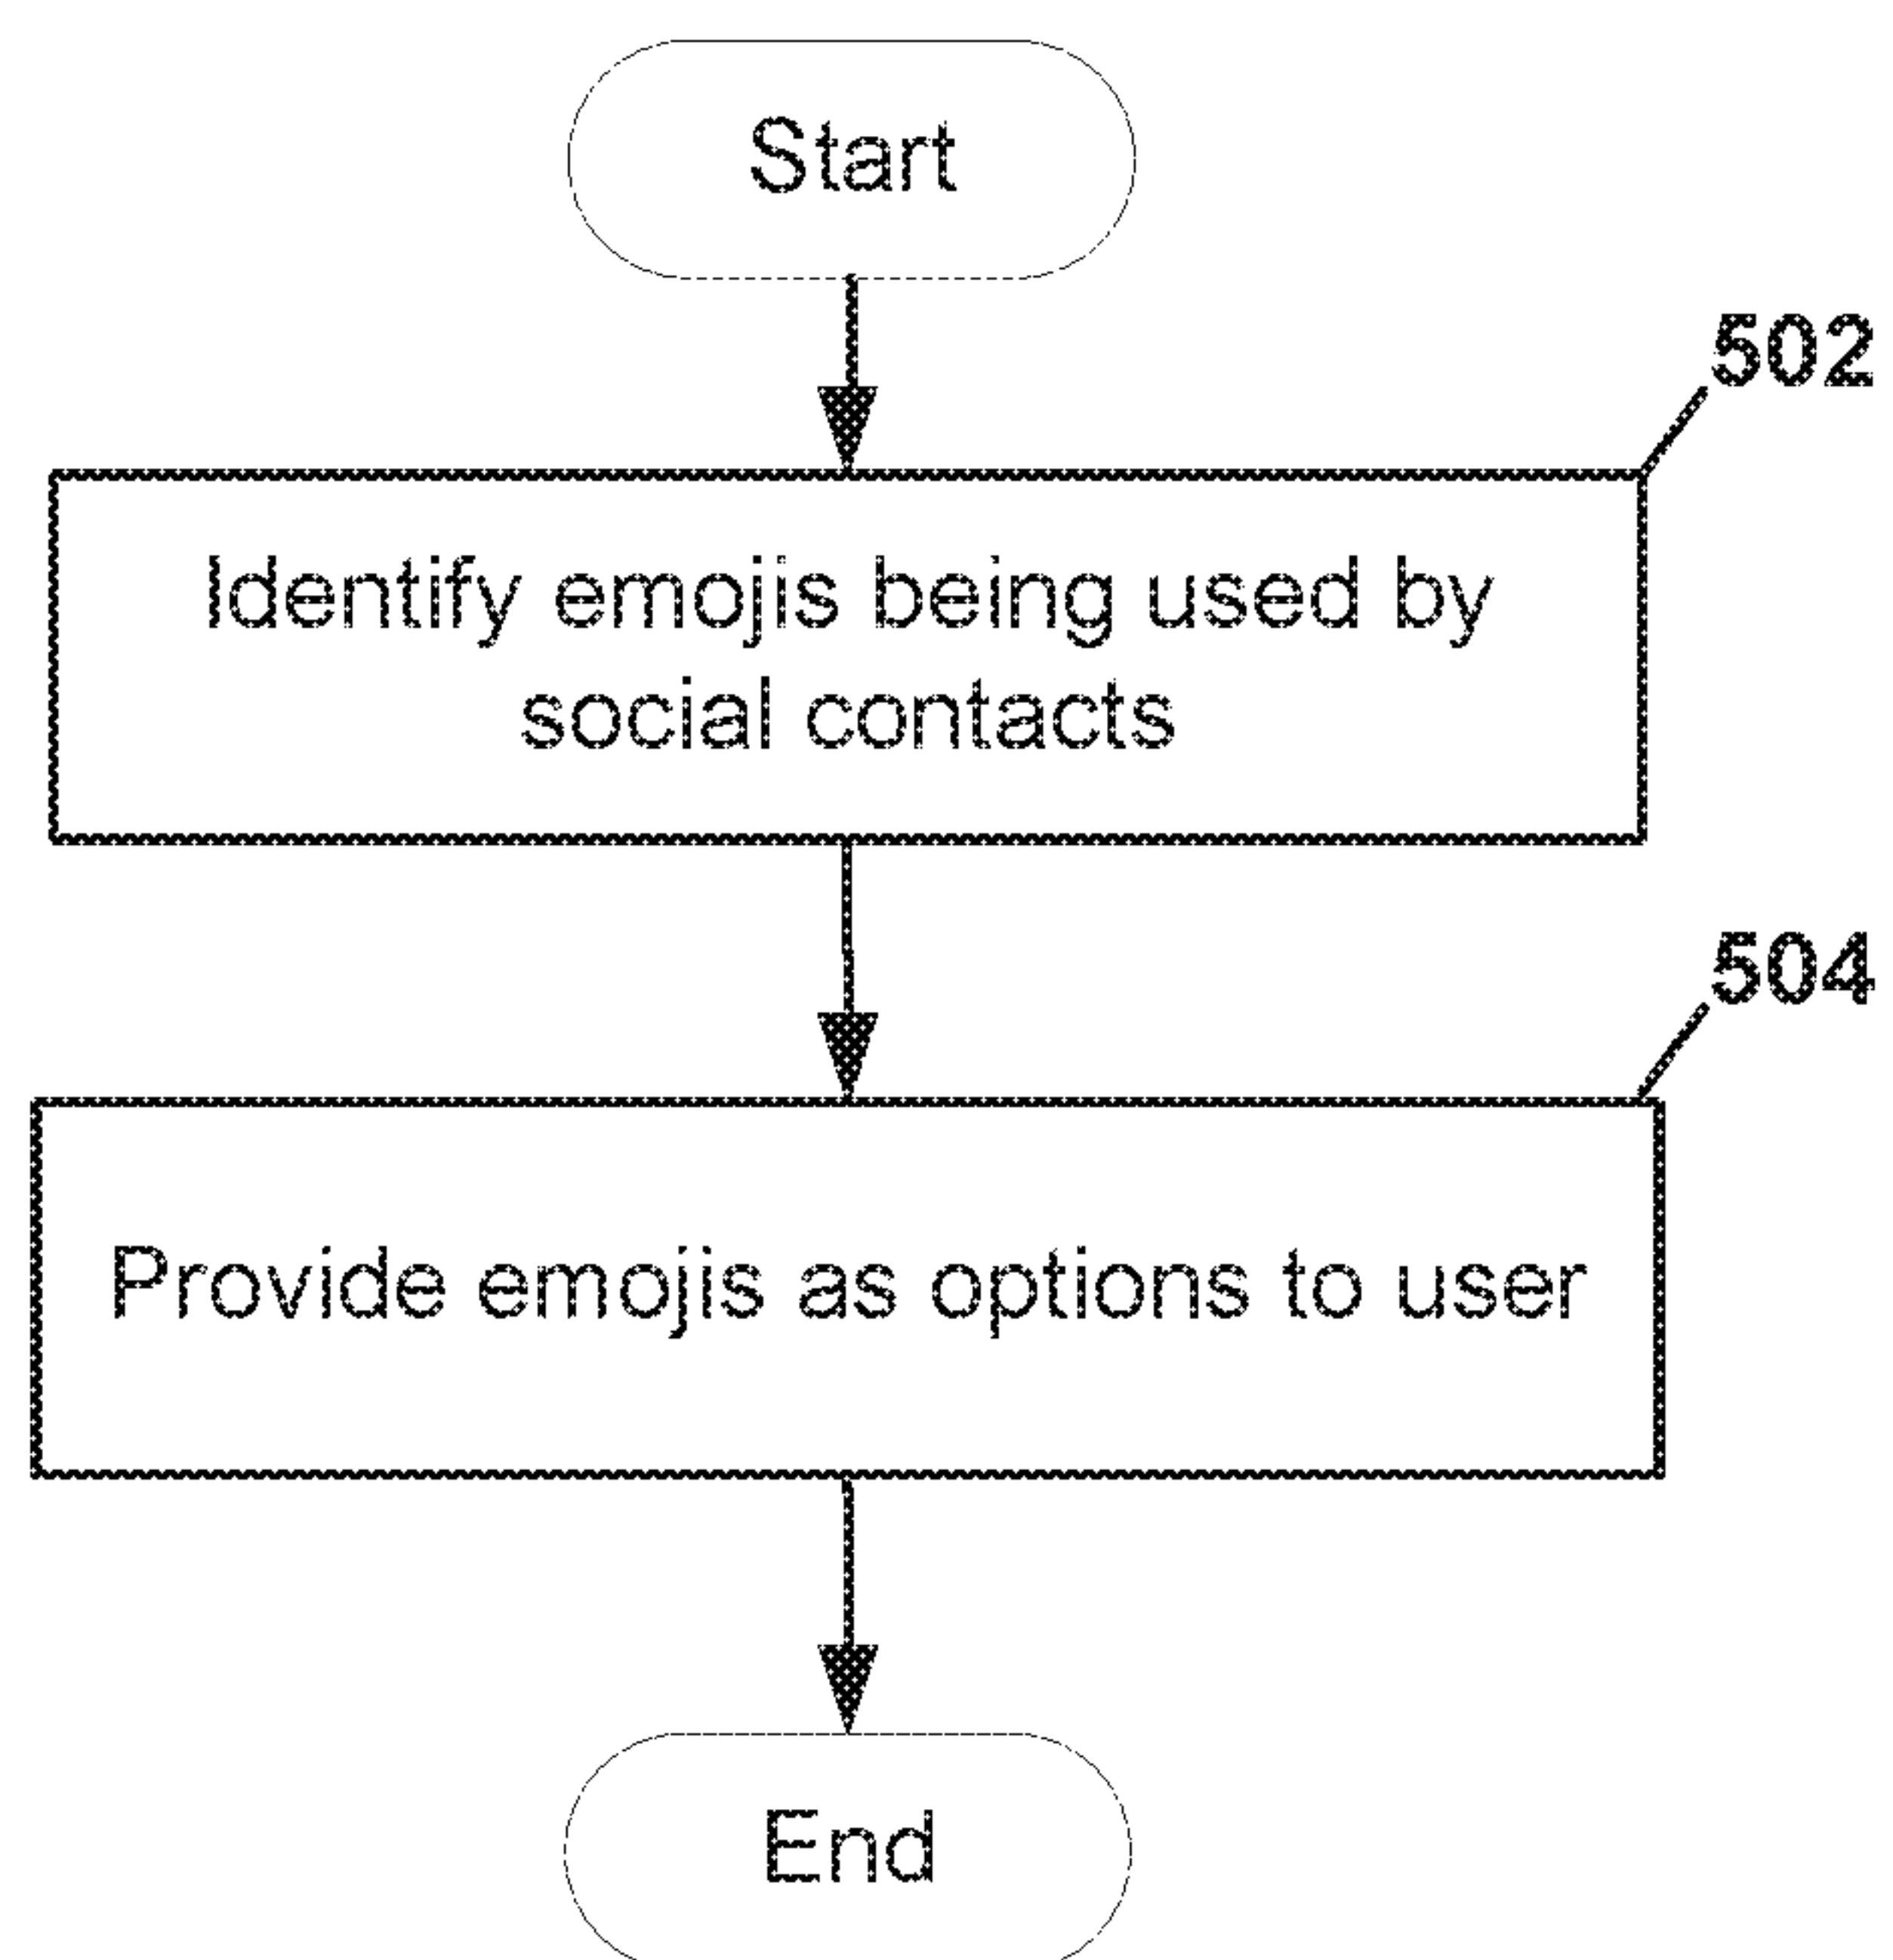 Start
502
Identify emojis being used by
social contacts
504
Provide emojis as options to user
End